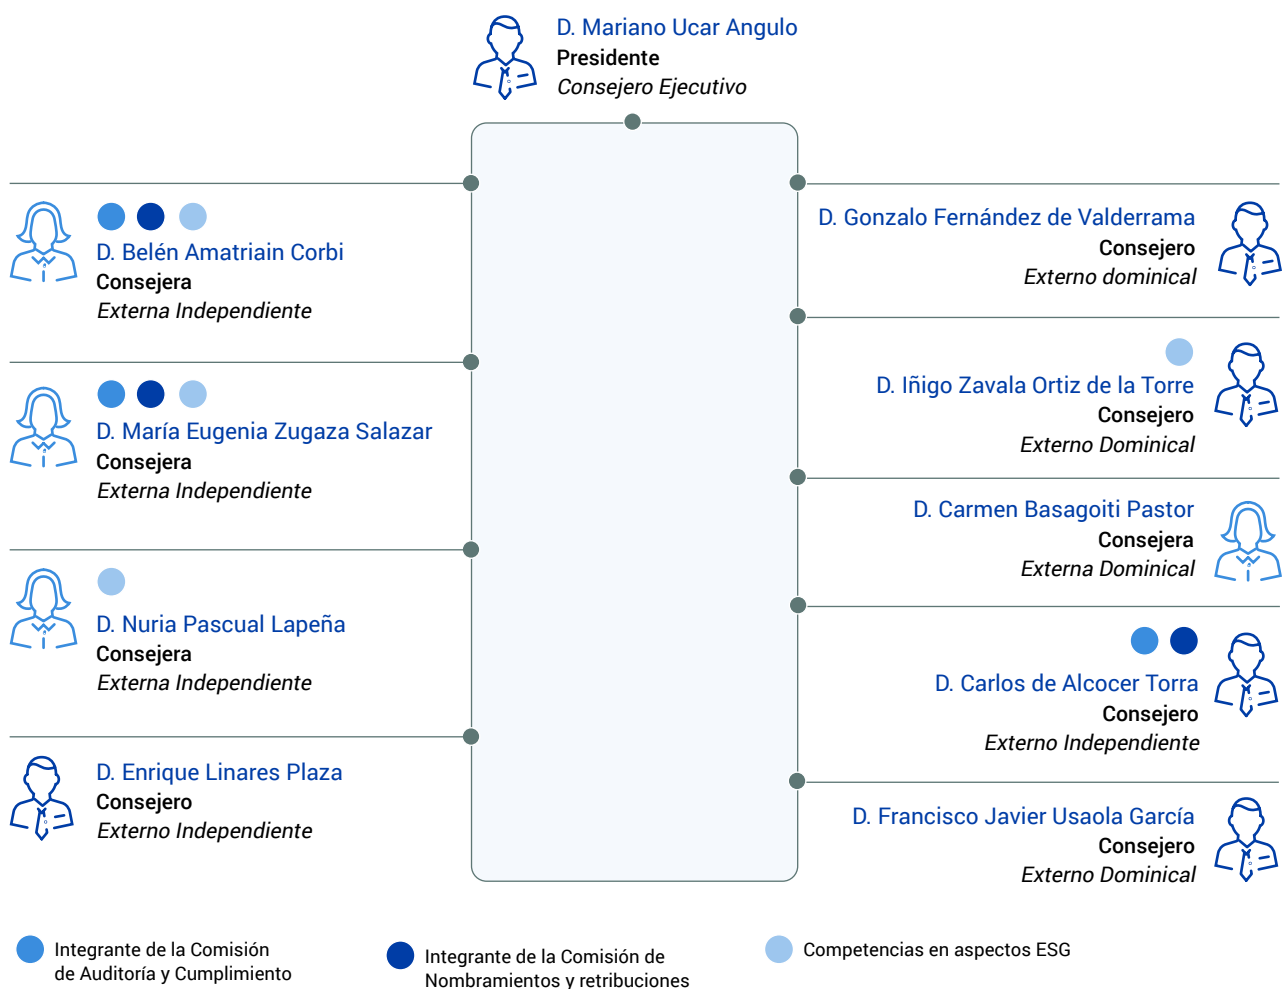 D. Mariano Ucar Angulo
Presidente
Consejero Ejecutivo
D. Belén Amatriain Corbi
Consejera
Externa Independiente
D. María Eugenia Zugaza Salazar
Consejera
Externa Independiente
D. Nuria Pascual Lapeña
Consejera
Externa Independiente
D. Enrique Linares Plaza
Consejero
Externo Independiente
D. Gonzalo Fernández de Valderrama
Consejero
Externo dominical
D. Iñigo Zavala Ortiz de la Torre
Consejero
Externo Dominical
D. Carmen Basagoiti Pastor
Consejera
Externa Dominical
D. Carlos de Alcocer Torra
Consejero
Externo Independiente
D. Francisco Javier Usaola García
Consejero
Externo Dominical
Integrante de la Comisión
de Auditoría y Cumplimiento
Integrante de la Comisión de
Nombramientos y retribuciones
Competencias en aspectos ESG